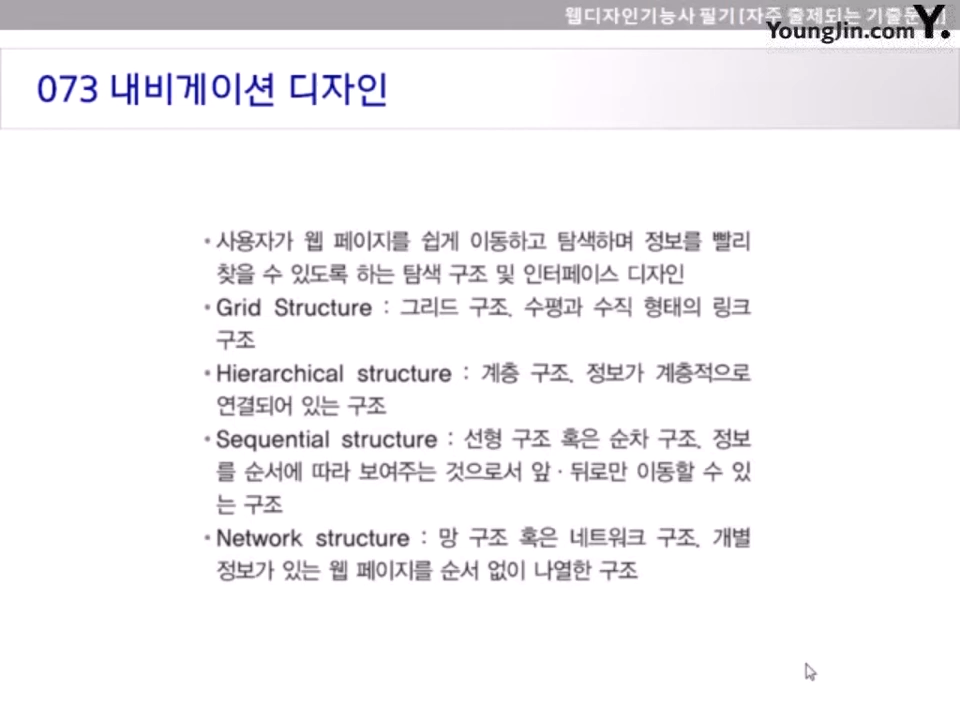 웹디자인기능사 필기 [자주 출제되는 기출문제]
YoungJin.com Y.
073 내비게이션 디자인
• 사용자가 웹 페이지를 쉽게 이동하고 탐색하며 정보를 빨리
찾을 수 있도록 하는 탐색 구조 및 인터페이스 디자인
• Grid Structure : 그리드 구조, 수평과 수직 형태의 링크
구조
• Hierarchical structure : 계층 구조, 정보가 계층적으로
연결되어 있는 구조
• Sequential structure : 선형 구조 혹은 순차 구조, 정보
를 순서에 따라 보여주는 것으로서 앞 · 뒤로만 이동할 수 있
는 구조
• Network structure : 망 구조 혹은 네트워크 구조, 개별
정보가 있는 웹 페이지를 순서 없이 나열한 구조